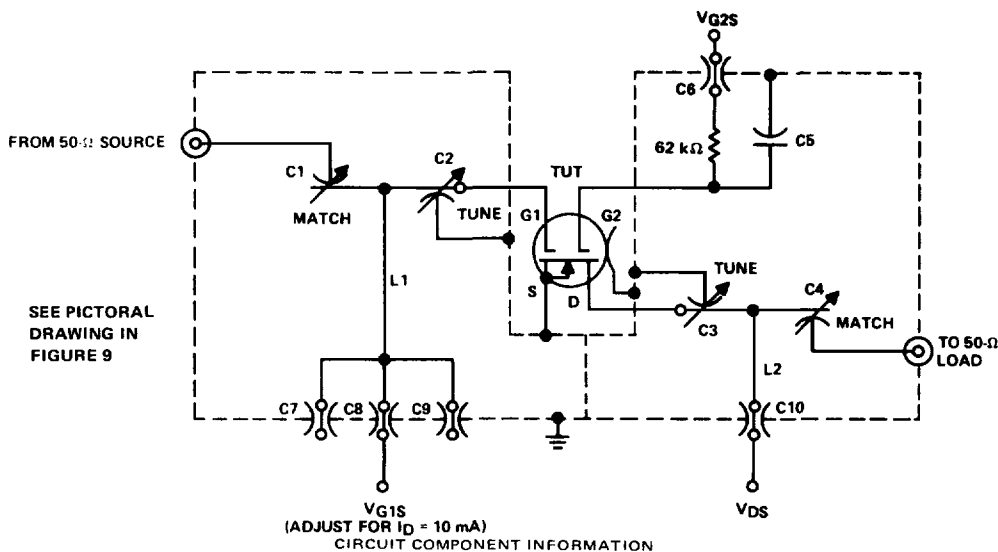 VG2S
C6
FROM 50-Ω SOURCE
62 kΩ
C5
C1
C2
TUT
MATCH
TUNE
G1
G2
L1
S
D
TUNE
C4
SEE PICTORAL
DRAWING IN
FIGURE 9
C3
MATCH
TO 50-Ω
LOAD
L2
C7
C8
C9
C10
VG1S
VDS
(ADJUST FOR ID = 10 mA)
CIRCUIT COMPONENT INFORMATION